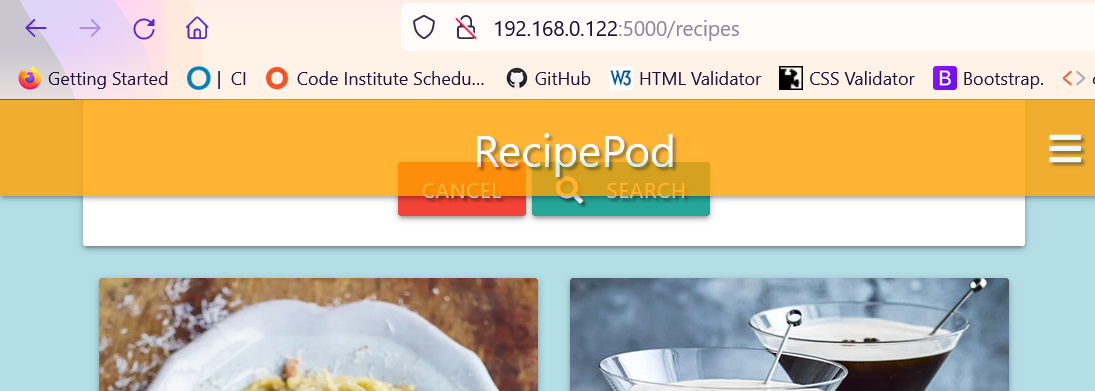 192.168.0.122:5000/recipes
Getting Started | CI Code Institute Schedu... GitHub W3 HTML Validator CSS Validator B Bootstrap.
RecipePod
CANCEL SEARCH